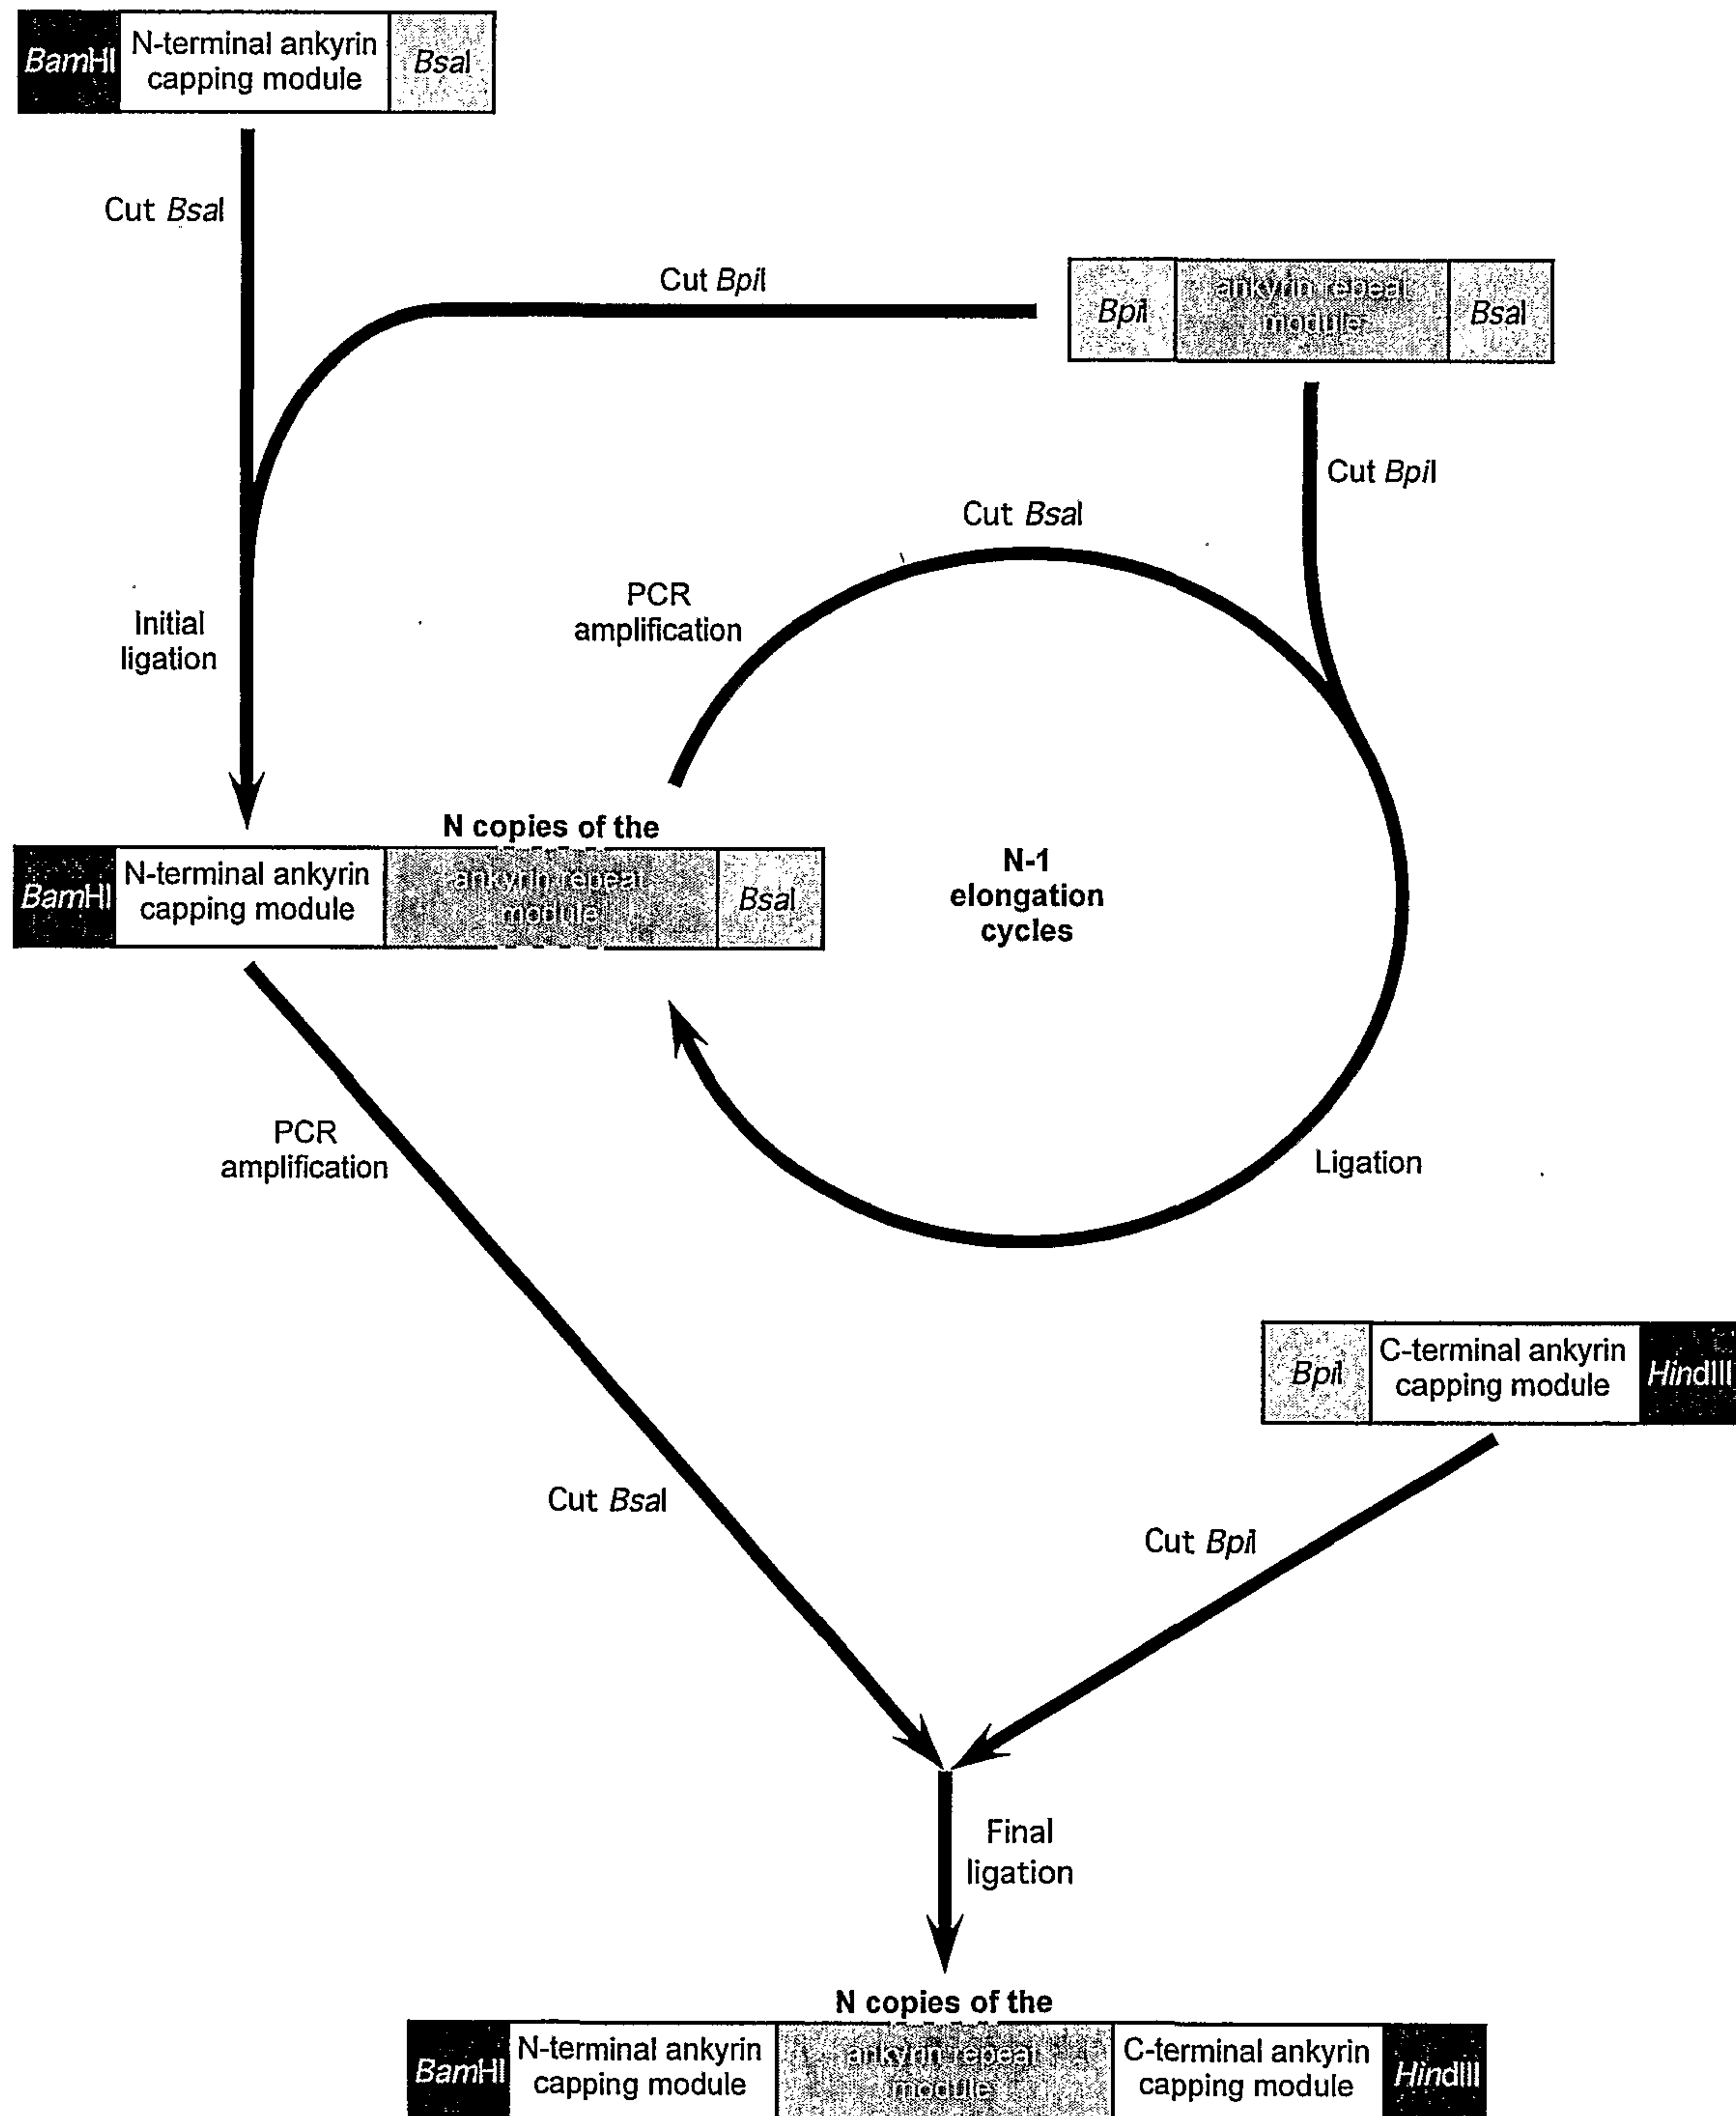 BamHI
N-terminal ankyrin
capping module
BsaI
Cut BsaI
Cut BpiI
BpiI
ankyrin repeat
module
BsaI
Cut BpiI
Cut BsaI
PCR
amplification
Initial
ligation
N copies of the
BamHI
N-terminal ankyrin
capping module
ankyrin repeat
module
BsaI
N-1
elongation
cycles
PCR
amplification
Ligation
BpiI
C-terminal ankyrin
capping module
HindIII
Cut BsaI
Cut BpiI
Final
ligation
N copies of the
BamHI
N-terminal ankyrin
capping module
ankyrin repeat
module
C-terminal ankyrin
capping module
HindIII